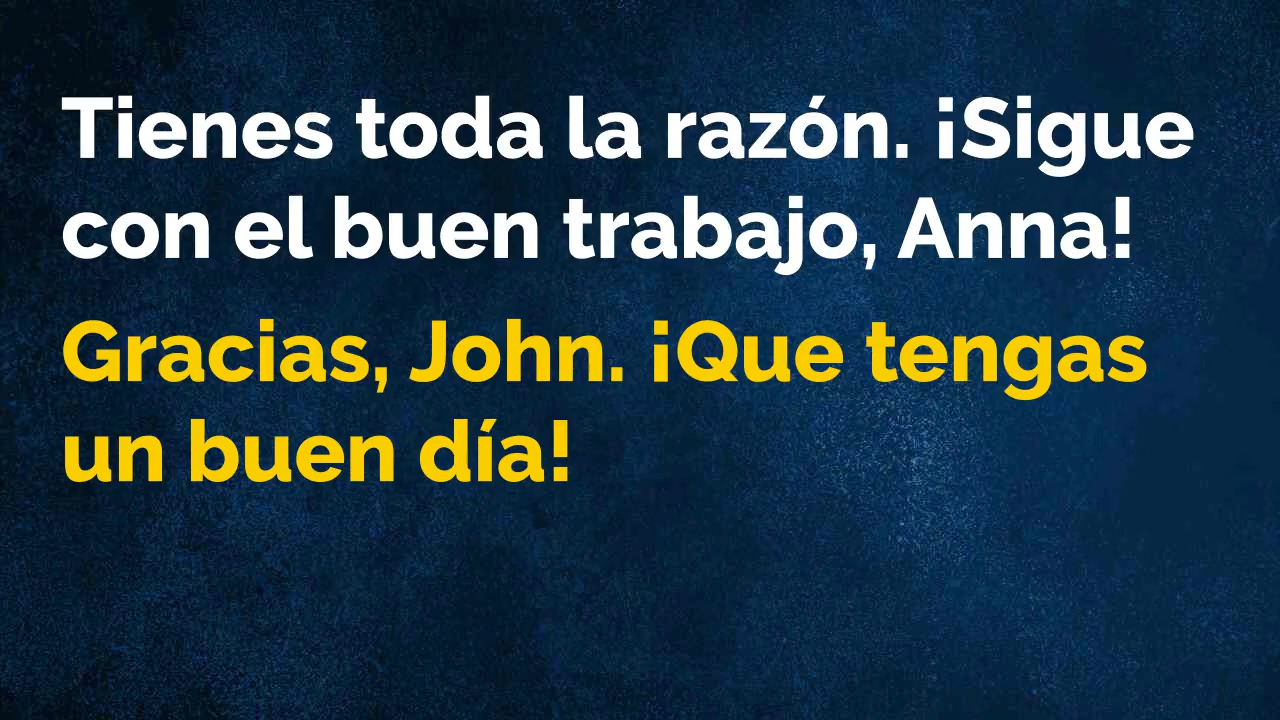 Tienes toda la razón. ¡Sigue
con el buen trabajo, Anna!
Gracias, John. ¡Que tengas
un buen día!